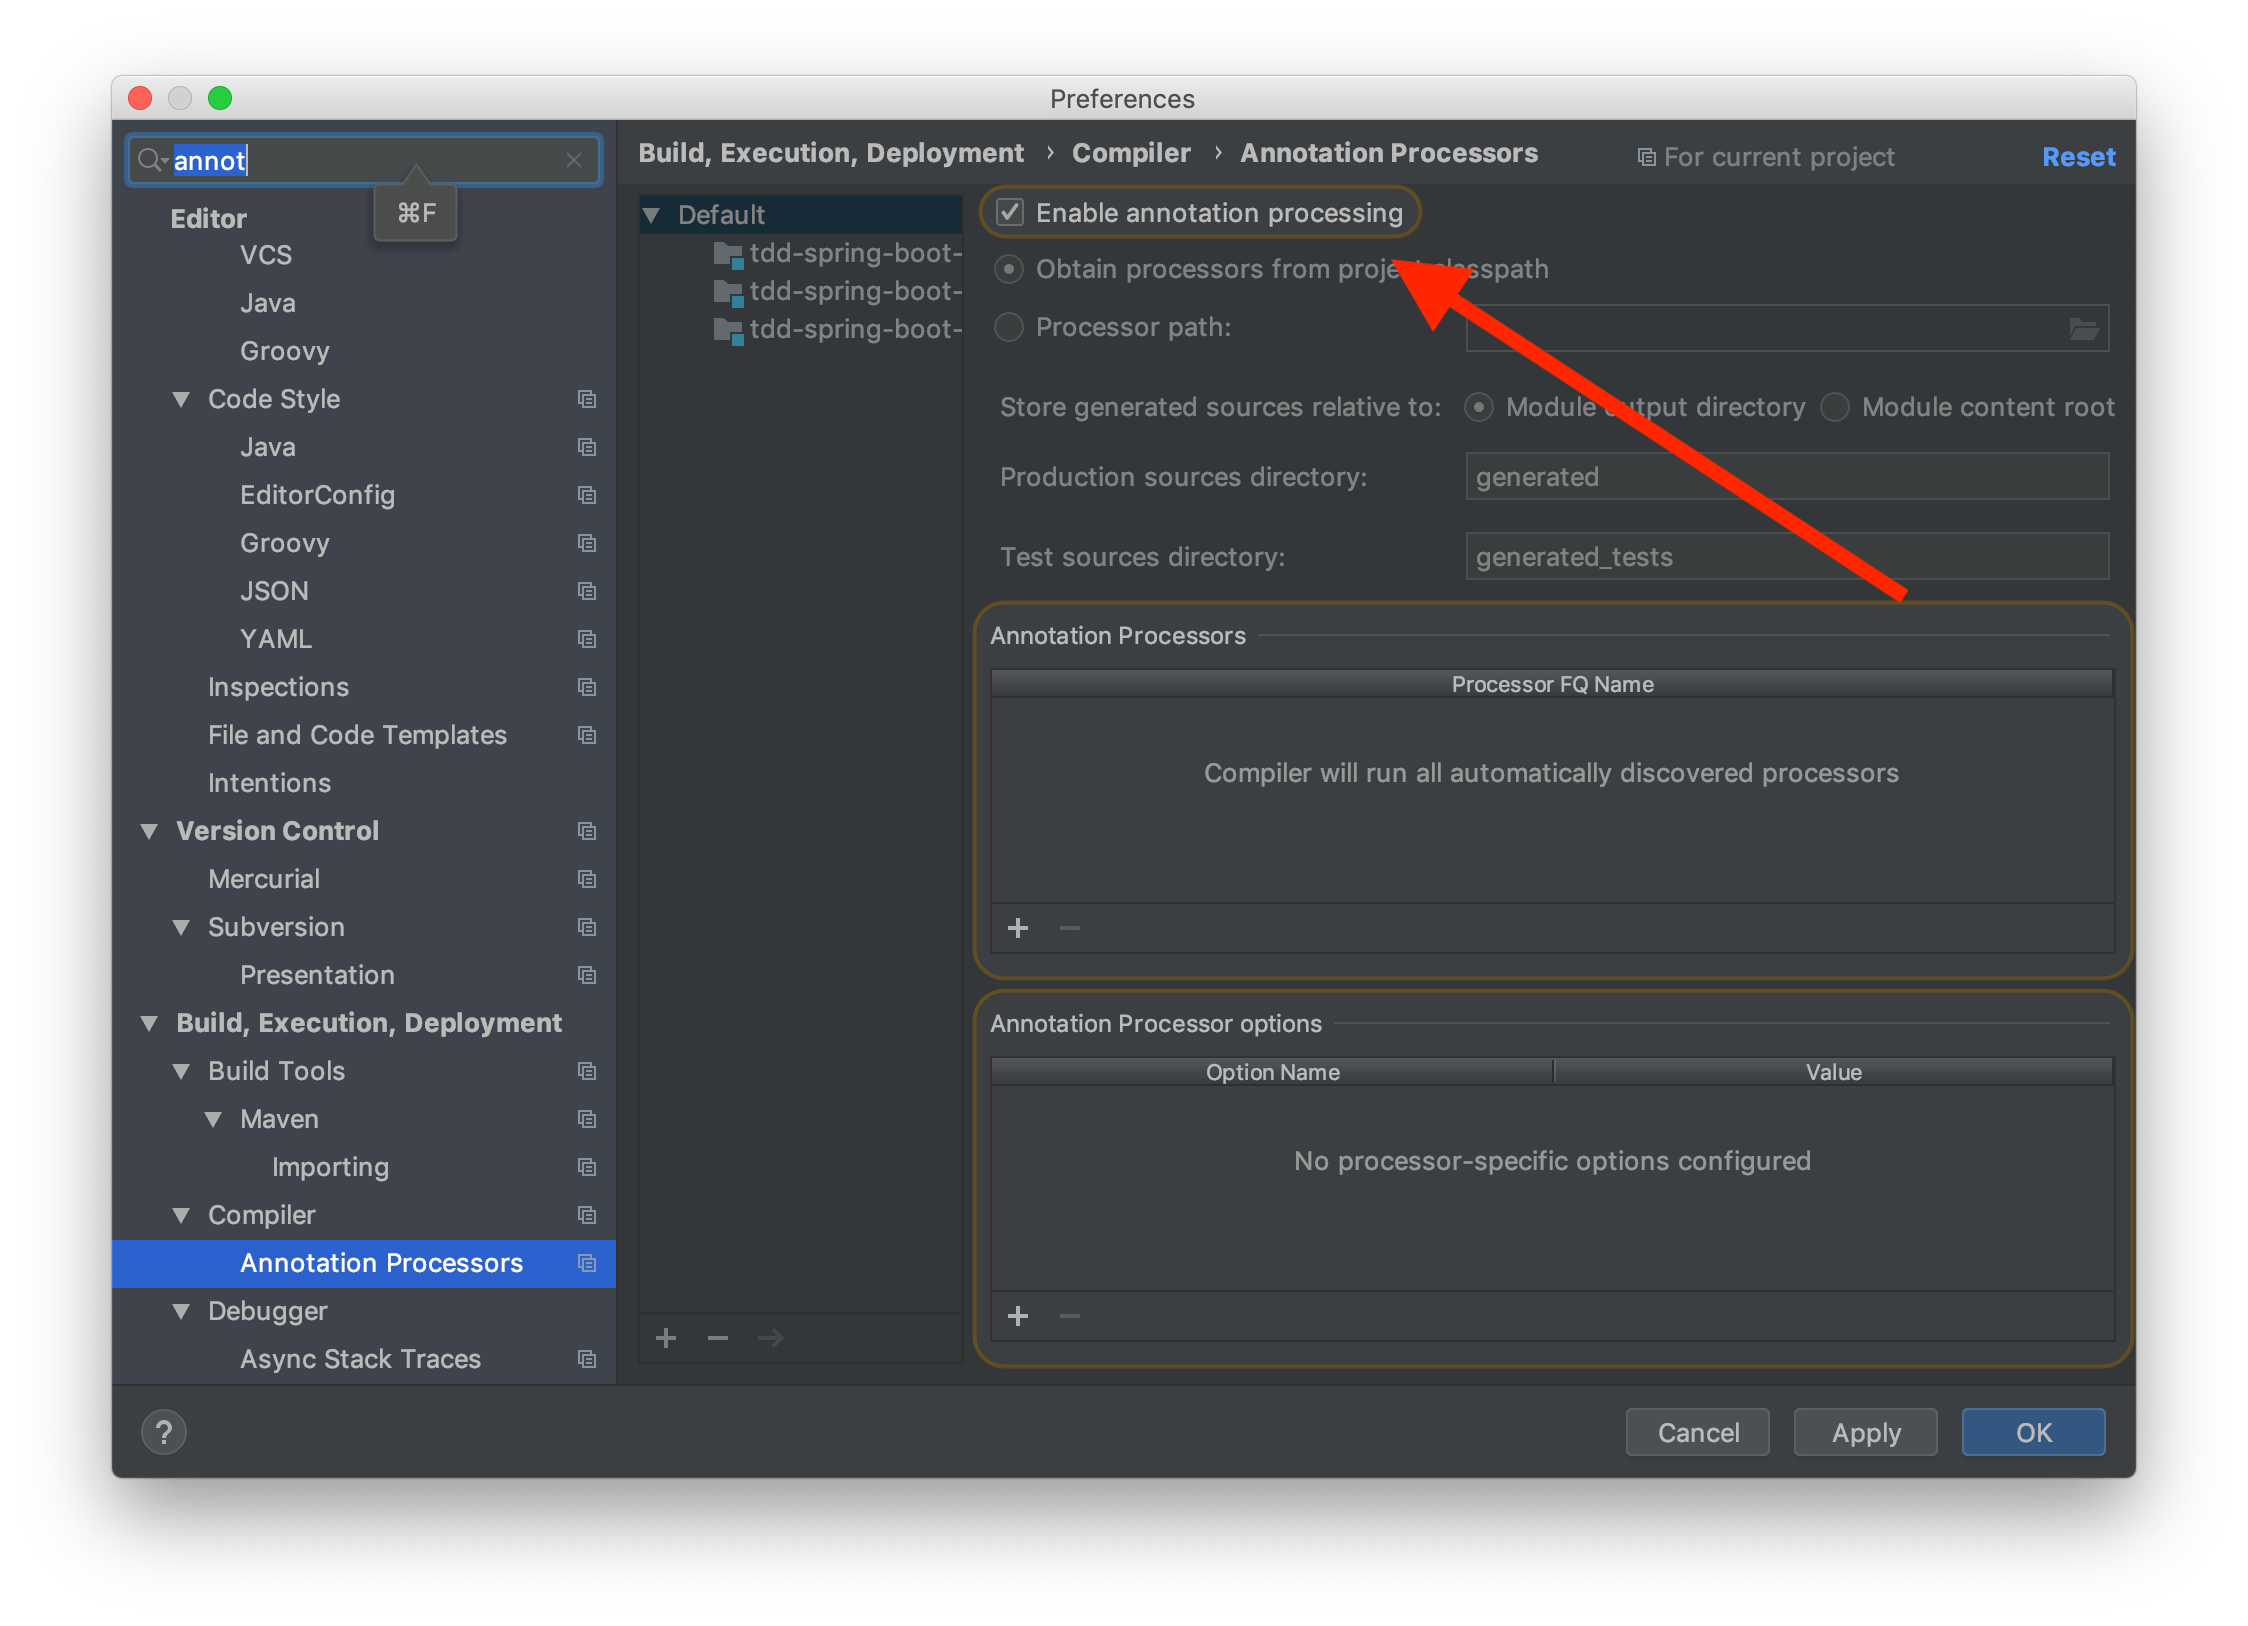 Preferences
annot
⌘F
Editor
VCS
Java
Groovy
Code Style
Java
EditorConfig
Groovy
JSON
YAML
Inspections
File and Code Templates
Intentions
Version Control
Mercurial
Subversion
Presentation
Build, Execution, Deployment
Build Tools
Maven
Importing
Compiler
Annotation Processors
Debugger
Async Stack Traces
Build, Execution, Deployment › Compiler › Annotation Processors
For current project
Reset
Default
tdd-spring-boot-
tdd-spring-boot-
tdd-spring-boot-
Enable annotation processing
Obtain processors from project classpath
Processor path:
Store generated sources relative to: Module output directory Module content root
Production sources directory: generated
Test sources directory: generated_tests
Annotation Processors
Processor FQ Name
Compiler will run all automatically discovered processors
Annotation Processor options
Option Name Value
No processor-specific options configured
?
Cancel Apply OK